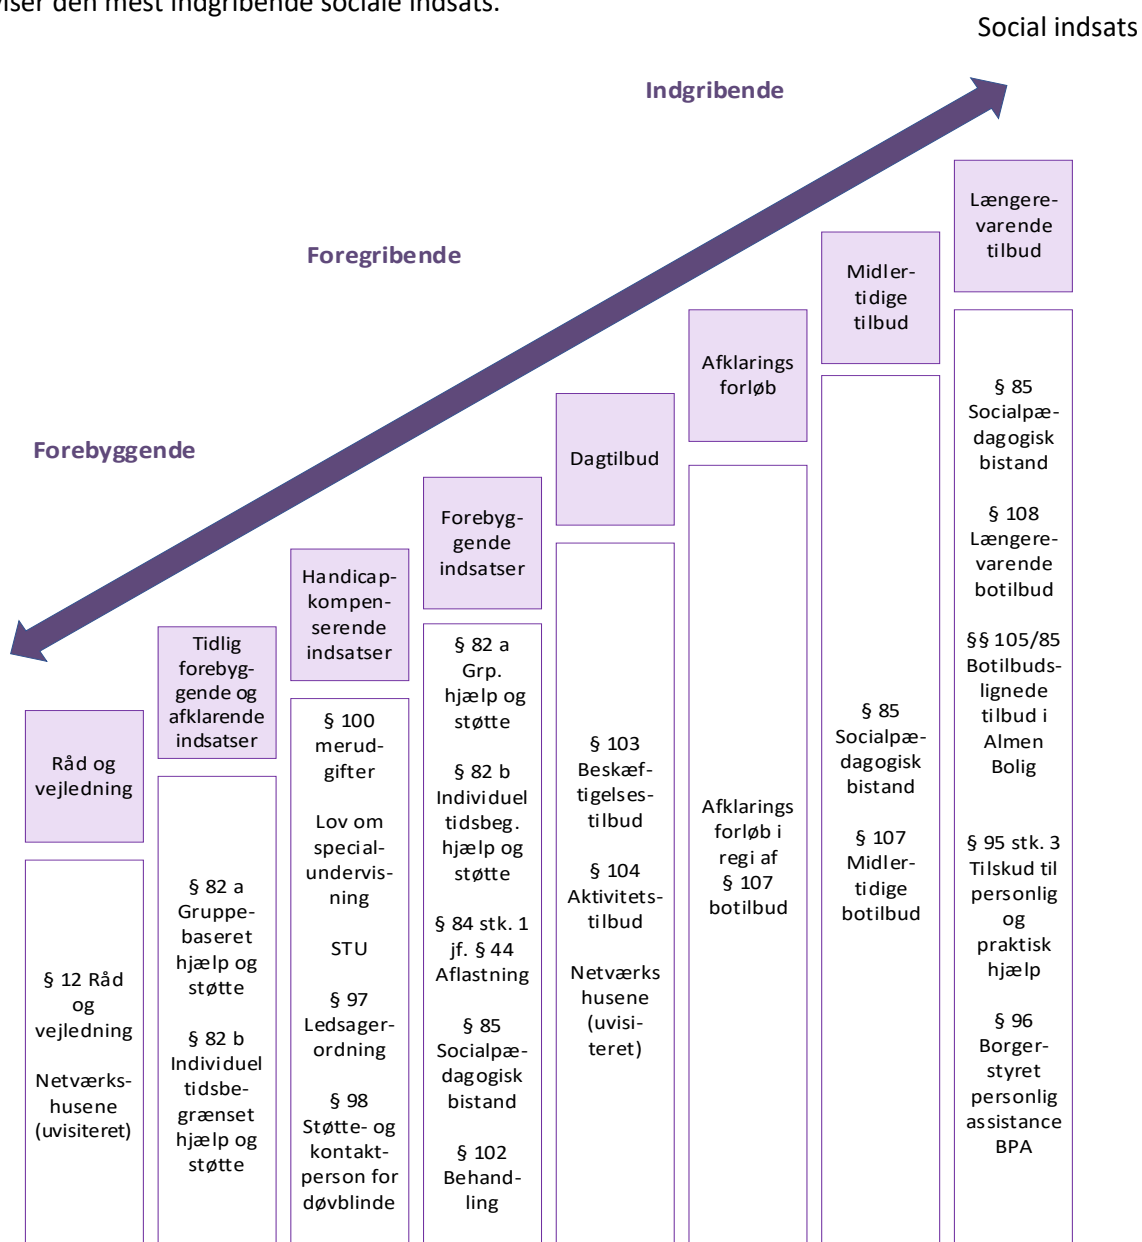 viser den mest indgribende sociale indsats.
Social indsats
Indgribende
Foregribende
Forebyggende
Råd og
vejledning
§ 12 Råd
og
vejledning
Netværks-
husene
(uvisiteret)
Tidlig
forebyg-
gende og
afklarende
indsatser
§ 82 a
Gruppe-
baseret
hjælp og
støtte
§ 82 b
Individuel
tidsbe-
grænset
hjælp og
støtte
Handicap-
kompen-
serende
indsatser
§ 100
merud-
gifter
Lov om
special-
undervis-
ning
STU
§ 97
Ledsager-
ordning
§ 98
Støtte- og
kontakt-
person for
døvblinde
Forebyg-
gende
indsatser
§ 82 a
Grp.
hjælp og
støtte
§ 82 b
Individuel
tidsbeg.
hjælp og
støtte
§ 84 stk. 1
jf. § 44
Aflastning
§ 85
Socialpæ-
dagogisk
bistand
§ 102
Behand-
ling
Dagtilbud
§ 103
Beskæf-
tigelses-
tilbud
§ 104
Aktivitets-
tilbud
Netværks
husene
(uvisi-
teret)
Afklarings
forløb
Afklarings
forløb i
regi af
§ 107
botilbud
Midler-
tidige
tilbud
§ 85
Socialpæ-
dagogisk
bistand
§ 107
Midler-
tidige
botilbud
Længere-
varende
tilbud
§ 85
Socialpæ-
dagogisk
bistand
§ 108
Længere-
varende
botilbud
§§ 105/85
Botilbuds-
lignede
tilbud i
Almen
Bolig
§ 95 stk. 3
Tilskud til
personlig
og
praktisk
hjælp
§ 96
Borger-
styret
personlig
assistance
BPA